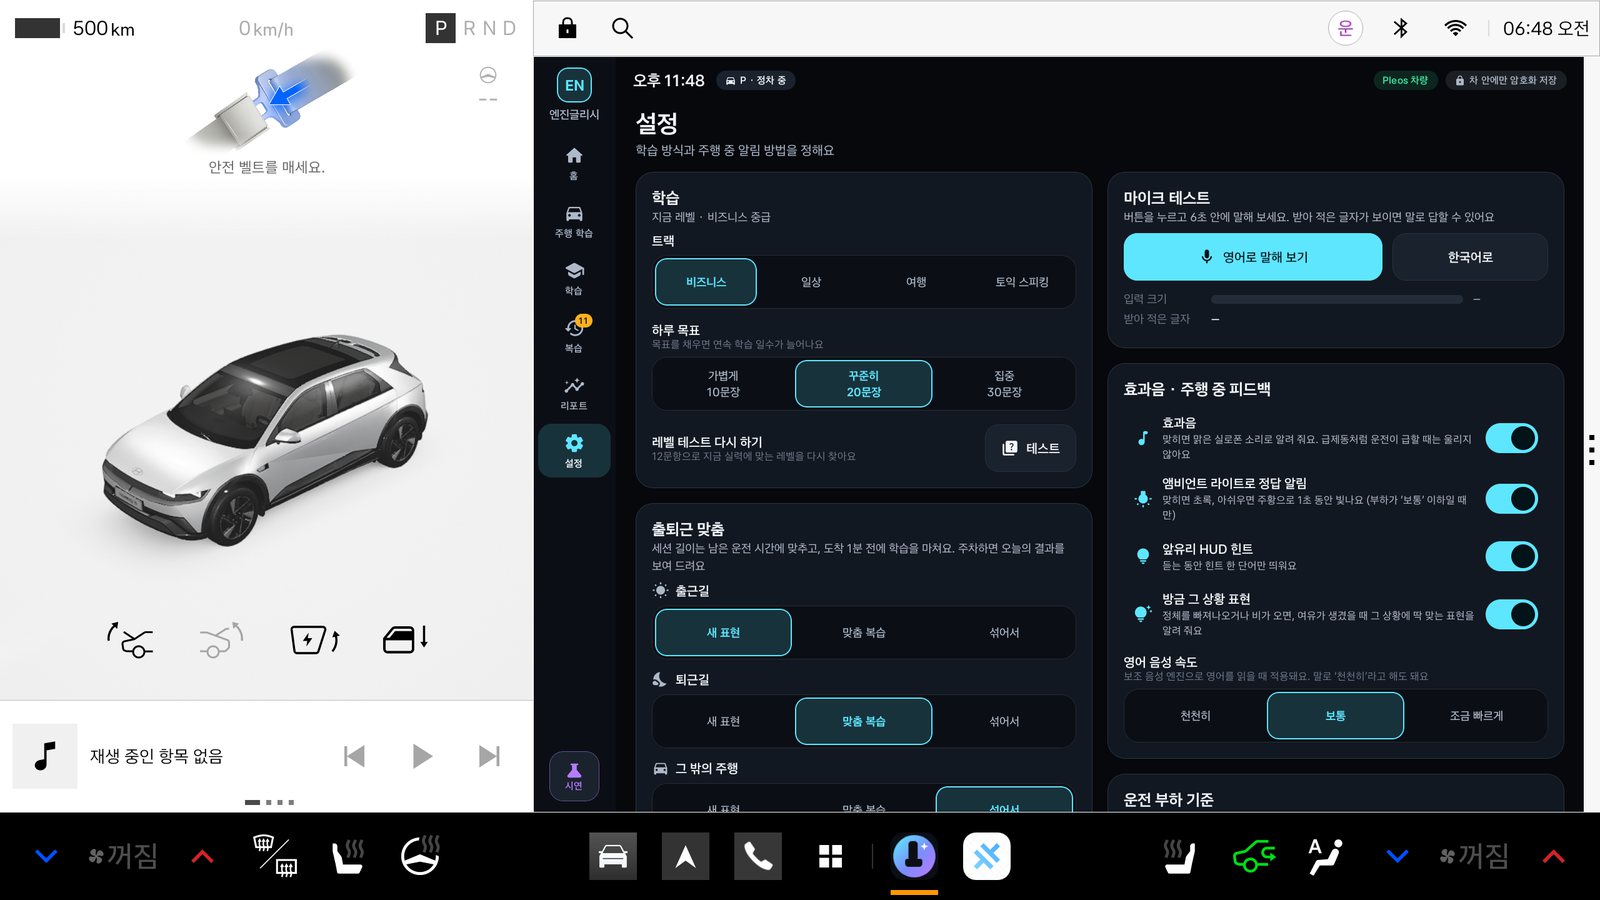 500 km
0 km/h
P R N D
안전 벨트를 매세요.
재생 중인 항목 없음
운
06:48 오전
EN
엔진글리시
홈
주행 학습
학습
11
복습
리포트
설정
시연
오후 11:48
P · 정차 중
Pleos 차량
차 안에만 암호화 저장
설정
학습 방식과 주행 중 알림 방법을 정해요
학습
지금 레벨 · 비즈니스 중급
트랙
비즈니스
일상
여행
토익 스피킹
하루 목표
목표를 채우면 연속 학습 일수가 늘어나요
가볍게
10문장
꾸준히
20문장
집중
30문장
레벨 테스트 다시 하기
12문항으로 지금 실력에 맞는 레벨을 다시 찾아요
테스트
출퇴근 맞춤
세션 길이는 남은 운전 시간에 맞추고, 도착 1분 전에 학습을 마쳐요. 주차하면 오늘의 결과를
보여 드려요
출근길
새 표현
맞춤 복습
섞어서
퇴근길
새 표현
맞춤 복습
섞어서
그 밖의 주행
새 표현
맞춤 복습
섞어서
마이크 테스트
버튼을 누르고 6초 안에 말해 보세요. 받아 적은 글자가 보이면 말로 답할 수 있어요
영어로 말해 보기
한국어로
입력 크기
–
받아 적은 글자
–
효과음 · 주행 중 피드백
효과음
맞히면 맑은 실로폰 소리로 알려 줘요. 급제동처럼 운전이 급할 때는 울리지
않아요
앰비언트 라이트로 정답 알림
맞히면 초록, 아쉬우면 주황으로 1초 동안 빛나요 (부하가 '보통' 이하일 때
만)
앞유리 HUD 힌트
듣는 동안 힌트 한 단어만 띄워요
방금 그 상황 표현
정체를 빠져나오거나 비가 오면, 여유가 생겼을 때 그 상황에 딱 맞는 표현을
알려 줘요
영어 음성 속도
보조 음성 엔진으로 영어를 읽을 때 적용돼요. 말로 '천천히'라고 해도 돼요
천천히
보통
조금 빠르게
운전 부하 기준
꺼짐
A
꺼짐